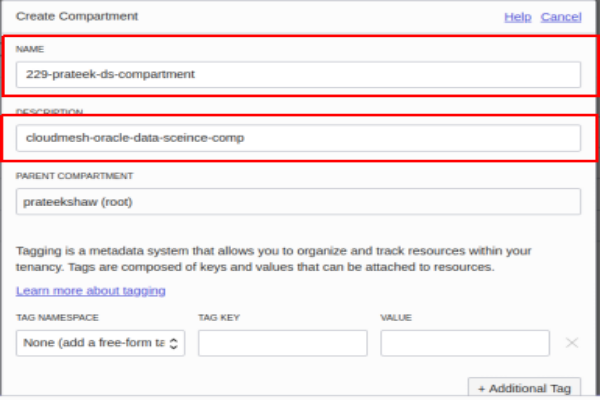 Create Compartment Help Cancel
NAME
229-prateek-ds-compartment
DESCRIPTION
cloudmesh-oracle-data-sceince-comp
PARENT COMPARTMENT
prateekshaw (root)
Tagging is a metadata system that allows you to organize and track resources within your
tenancy. Tags are composed of keys and values that can be attached to resources.
Learn more about tagging
TAG NAMESPACE TAG KEY VALUE
None (add a free-form ta
+ Additional Tag